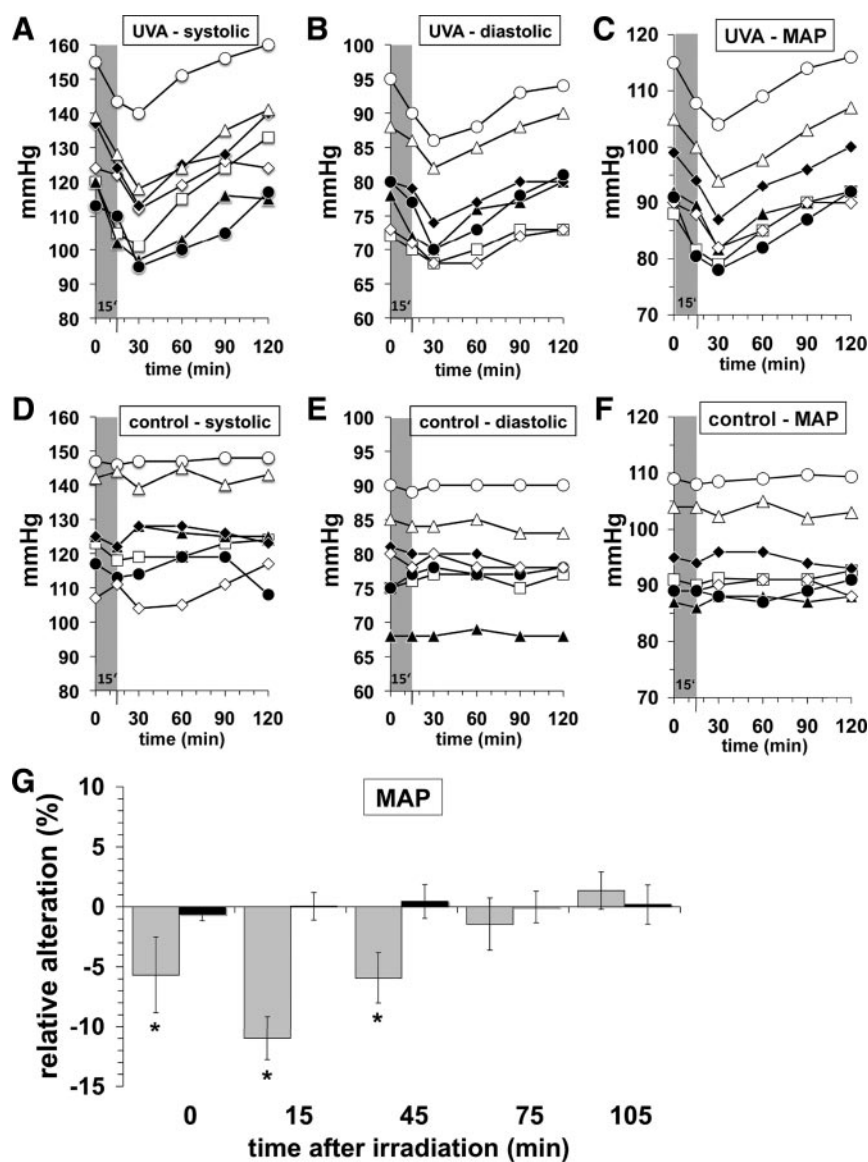 A
UVA - systolic
mmHg
160
150
140
130
120
110
100
90
80
15'
0 30 60 90 120
time (min)
B
UVA - diastolic
mmHg
100
95
90
85
80
75
70
65
60
15'
0 30 60 90 120
time (min)
C
UVA - MAP
mmHg
120
110
100
90
80
70
15'
0 30 60 90 120
time (min)
D
control - systolic
mmHg
160
150
140
130
120
110
100
90
80
15'
0 30 60 90 120
time (min)
E
control - diastolic
mmHg
100
95
90
85
80
75
70
65
60
15'
0 30 60 90 120
time (min)
F
control - MAP
mmHg
120
110
100
90
80
70
15'
0 30 60 90 120
time (min)
G
MAP
relative alteration (%)
10
5
0
-5
-10
-15
* * *
0 15 45 75 105
time after irradiation (min)